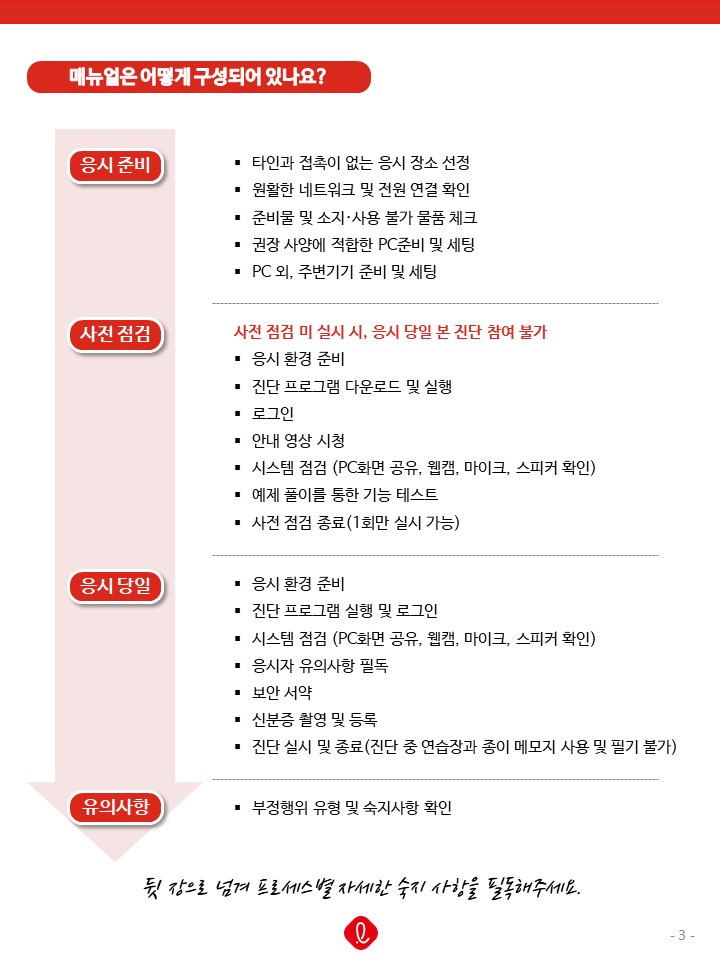 매뉴얼은 어떻게 구성되어 있나요?
응시 준비
▪ 타인과 접촉이 없는 응시 장소 선정
▪ 원활한 네트워크 및 전원 연결 확인
▪ 준비물 및 소지·사용 불가 물품 체크
▪ 권장 사양에 적합한 PC준비 및 세팅
▪ PC 외, 주변기기 준비 및 세팅
사전 점검
사전 점검 미 실시 시, 응시 당일 본 진단 참여 불가
▪ 응시 환경 준비
▪ 진단 프로그램 다운로드 및 실행
▪ 로그인
▪ 안내 영상 시청
▪ 시스템 점검 (PC화면 공유, 웹캠, 마이크, 스피커 확인)
▪ 예제 풀이를 통한 기능 테스트
▪ 사전 점검 종료(1회만 실시 가능)
응시 당일
▪ 응시 환경 준비
▪ 진단 프로그램 실행 및 로그인
▪ 시스템 점검 (PC화면 공유, 웹캠, 마이크, 스피커 확인)
▪ 응시자 유의사항 필독
▪ 보안 서약
▪ 신분증 촬영 및 등록
▪ 진단 실시 및 종료(진단 중 연습장과 종이 메모지 사용 및 필기 불가)
유의사항
▪ 부정행위 유형 및 숙지사항 확인
뒷 장으로 넘겨 프로세스별 자세한 숙지 사항을 필독해주세요.
- 3 -